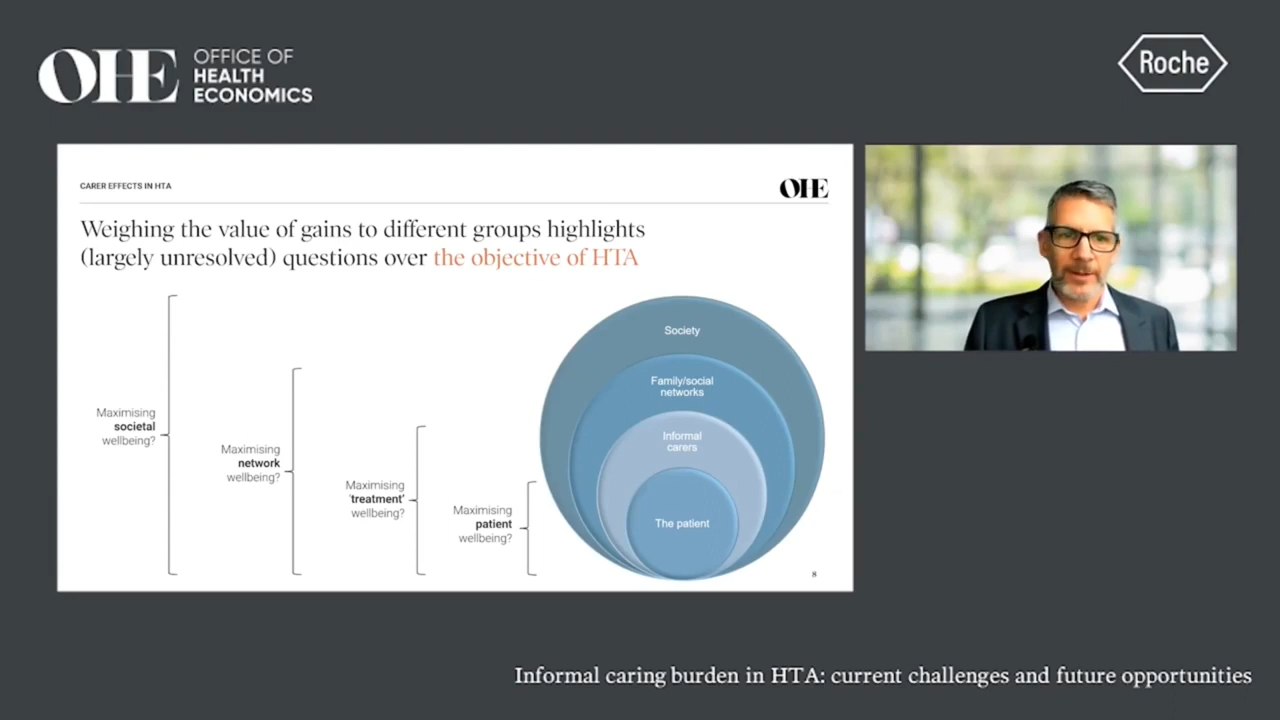 OHE
OFFICE OF
HEALTH
ECONOMICS
Roche
CARER EFFECTS IN HTA
OHE
Weighing the value of gains to different groups highlights
(largely unresolved) questions over the objective of HTA
Maximising
societal
wellbeing?
Maximising
network
wellbeing?
Maximising
'treatment'
wellbeing?
Maximising
patient
wellbeing?
Society
Family/social
networks
Informal
carers
The patient
8
Informal caring burden in HTA: current challenges and future opportunities